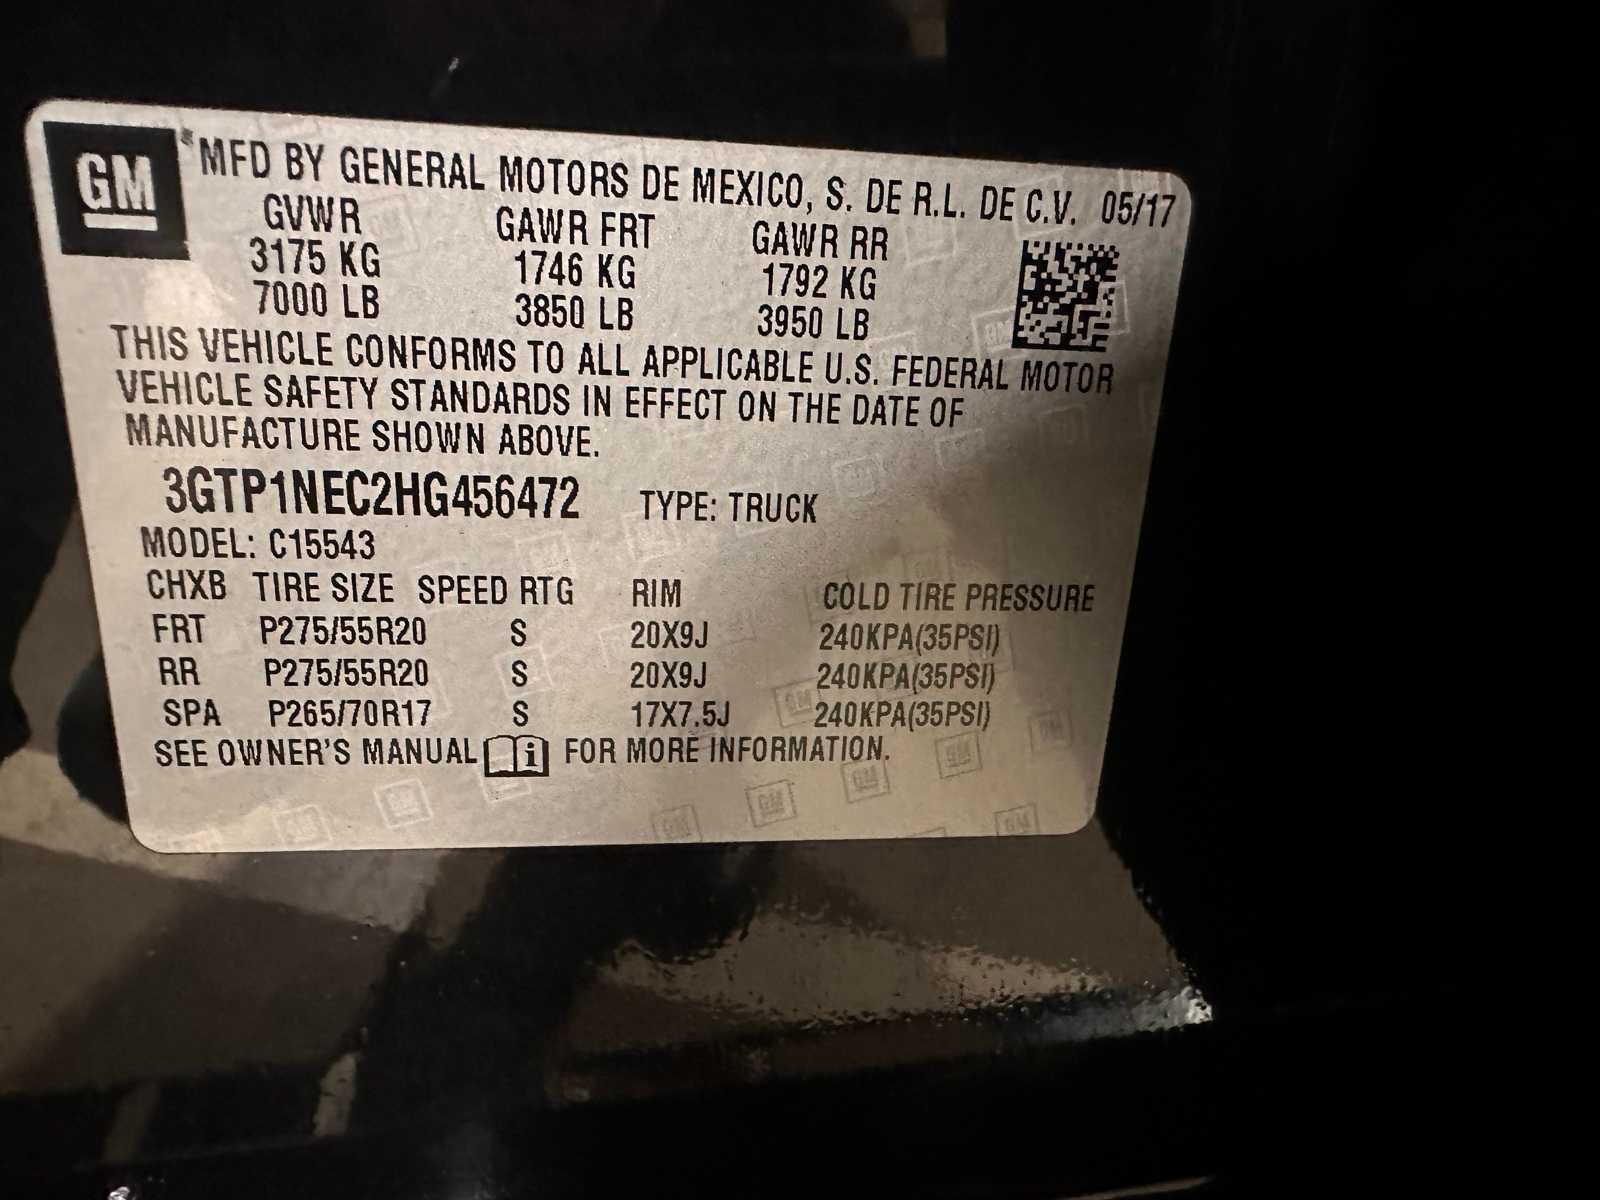 GM
MFD BY GENERAL MOTORS DE MEXICO, S. DE R.L. DE C.V. 05/17
GVWR GAWR FRT GAWR RR
3175 KG 1746 KG 1792 KG
7000 LB 3850 LB 3950 LB
THIS VEHICLE CONFORMS TO ALL APPLICABLE U.S. FEDERAL MOTOR
VEHICLE SAFETY STANDARDS IN EFFECT ON THE DATE OF
MANUFACTURE SHOWN ABOVE.
3GTP1NEC2HG456472 TYPE: TRUCK
MODEL: C15543
CHXB TIRE SIZE SPEED RTG RIM COLD TIRE PRESSURE
FRT P275/55R20 S 20X9J 240KPA(35PSI)
RR P275/55R20 S 20X9J 240KPA(35PSI)
SPA P265/70R17 S 17X7.5J 240KPA(35PSI)
SEE OWNER'S MANUAL i FOR MORE INFORMATION.